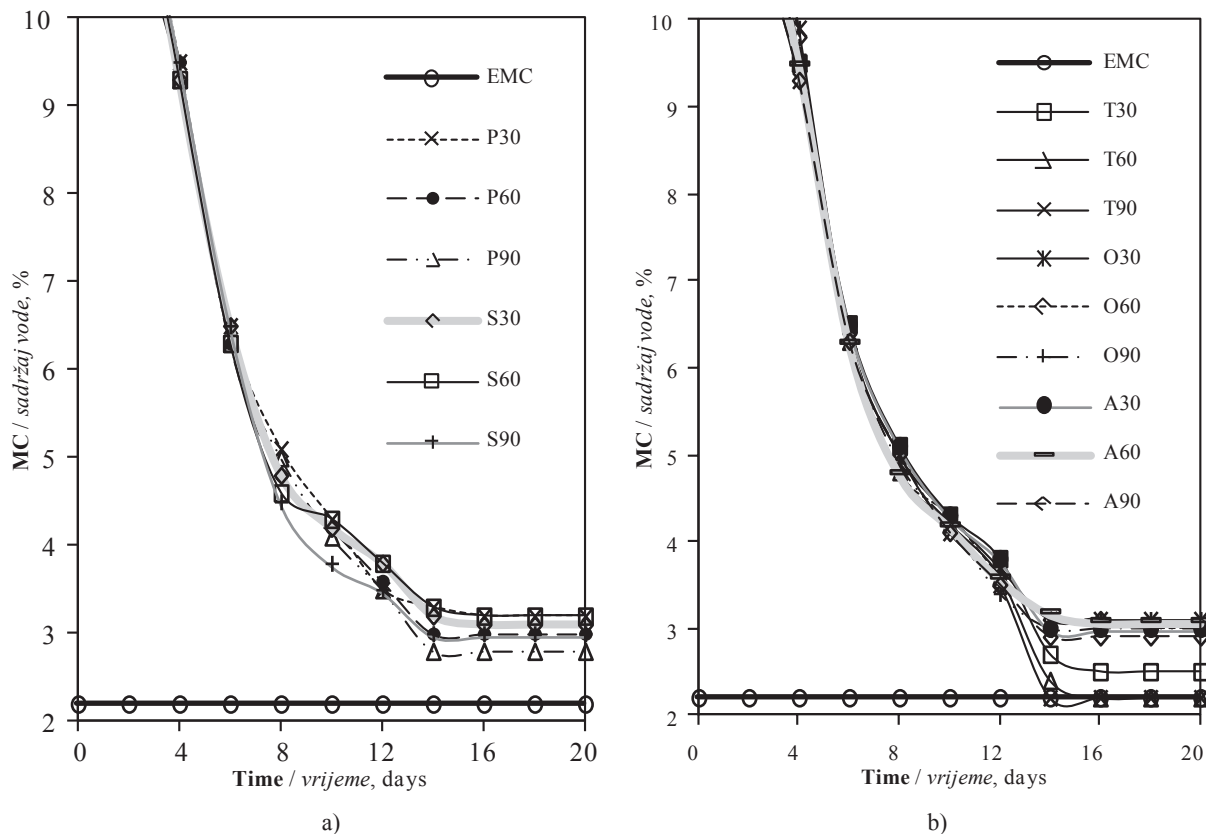 10
9
8
7
6
5
4
3
2
MC / sadržaj vode, %
0 4 8 12 16 20
Time / vrijeme, days
EMC
P30
P60
P90
S30
S60
S90
a)
10
9
8
7
6
5
4
3
2
MC / sadržaj vode, %
0 4 8 12 16 20
Time / vrijeme, days
EMC
T30
T60
T90
O30
O60
O90
A30
A60
A90
b)